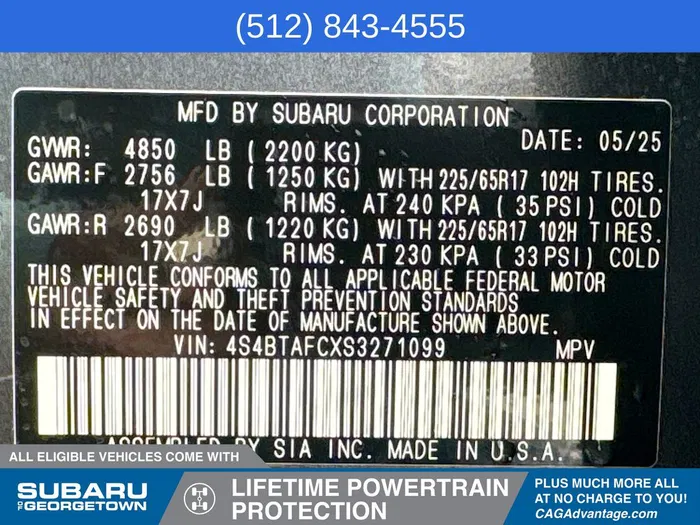 (512) 843-4555
MFD BY SUBARU CORPORATION
DATE: 05/25
GVWR: 4850 LB ( 2200 KG)
GAWR:F 2756 LB ( 1250 KG) WITH 225/65R17 102H TIRES.
17X7J RIMS. AT 240 KPA ( 35 PSI) COLD
GAWR:R 2690 LB ( 1220 KG) WITH 225/65R17 102H TIRES.
17X7J RIMS. AT 230 KPA ( 33 PSI) COLD
THIS VEHICLE CONFORMS TO ALL APPLICABLE FEDERAL MOTOR
VEHICLE SAFETY AND THEFT PREVENTION STANDARDS
IN EFFECT ON THE DATE OF MANUFACTURE SHOWN ABOVE.
VIN: 4S4BTAFCXS3271099 MPV
ASSEMBLED BY SIA INC. MADE IN U.S.A.
ALL ELIGIBLE VEHICLES COME WITH
SUBARU
OF GEORGETOWN
LIFETIME POWERTRAIN
PROTECTION
PLUS MUCH MORE ALL
AT NO CHARGE TO YOU!
CAGAdvantage.com